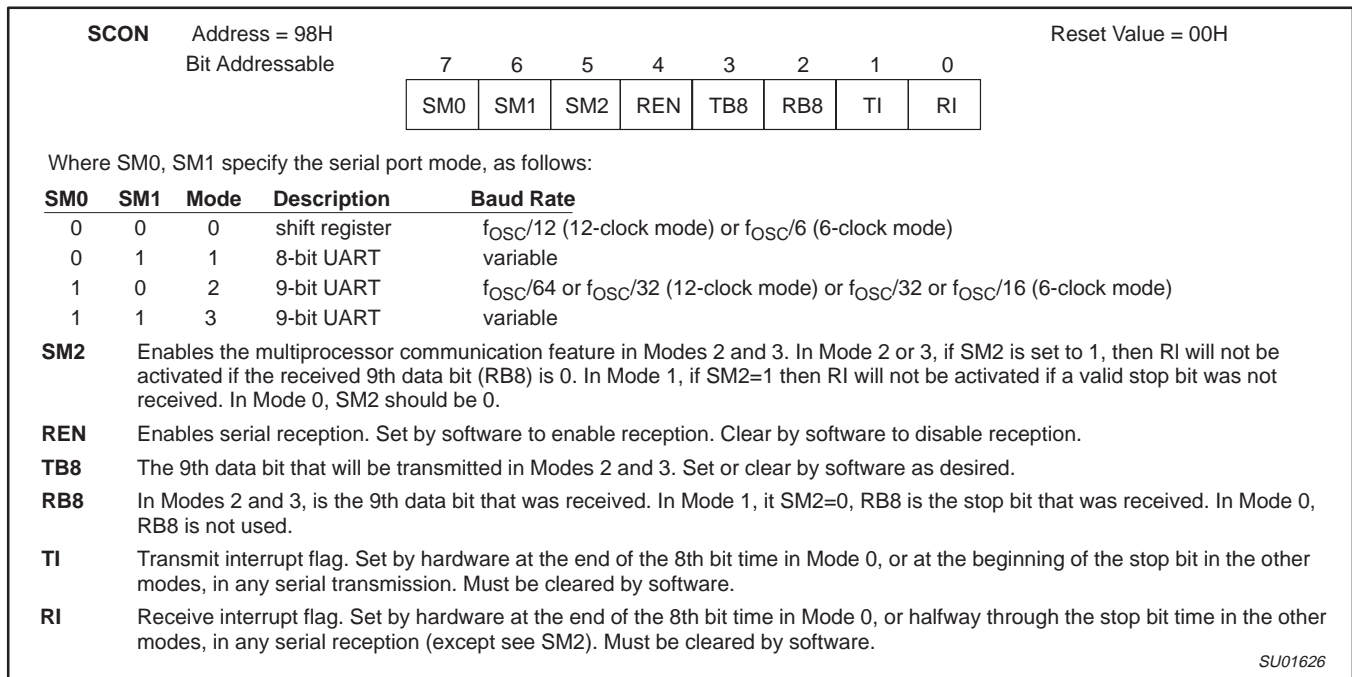 SCON Address = 98H Reset Value = 00H
Bit Addressable 7 6 5 4 3 2 1 0
SM0 SM1 SM2 REN TB8 RB8 TI RI
Where SM0, SM1 specify the serial port mode, as follows:
SM0 SM1 Mode Description Baud Rate
0 0 0 shift register fOSC/12 (12-clock mode) or fOSC/6 (6-clock mode)
0 1 1 8-bit UART variable
1 0 2 9-bit UART fOSC/64 or fOSC/32 (12-clock mode) or fOSC/32 or fOSC/16 (6-clock mode)
1 1 3 9-bit UART variable
SM2 Enables the multiprocessor communication feature in Modes 2 and 3. In Mode 2 or 3, if SM2 is set to 1, then Rl will not be
activated if the received 9th data bit (RB8) is 0. In Mode 1, if SM2=1 then RI will not be activated if a valid stop bit was not
received. In Mode 0, SM2 should be 0.
REN Enables serial reception. Set by software to enable reception. Clear by software to disable reception.
TB8 The 9th data bit that will be transmitted in Modes 2 and 3. Set or clear by software as desired.
RB8 In Modes 2 and 3, is the 9th data bit that was received. In Mode 1, it SM2=0, RB8 is the stop bit that was received. In Mode 0,
RB8 is not used.
TI Transmit interrupt flag. Set by hardware at the end of the 8th bit time in Mode 0, or at the beginning of the stop bit in the other
modes, in any serial transmission. Must be cleared by software.
RI Receive interrupt flag. Set by hardware at the end of the 8th bit time in Mode 0, or halfway through the stop bit time in the other
modes, in any serial reception (except see SM2). Must be cleared by software.
SU01626